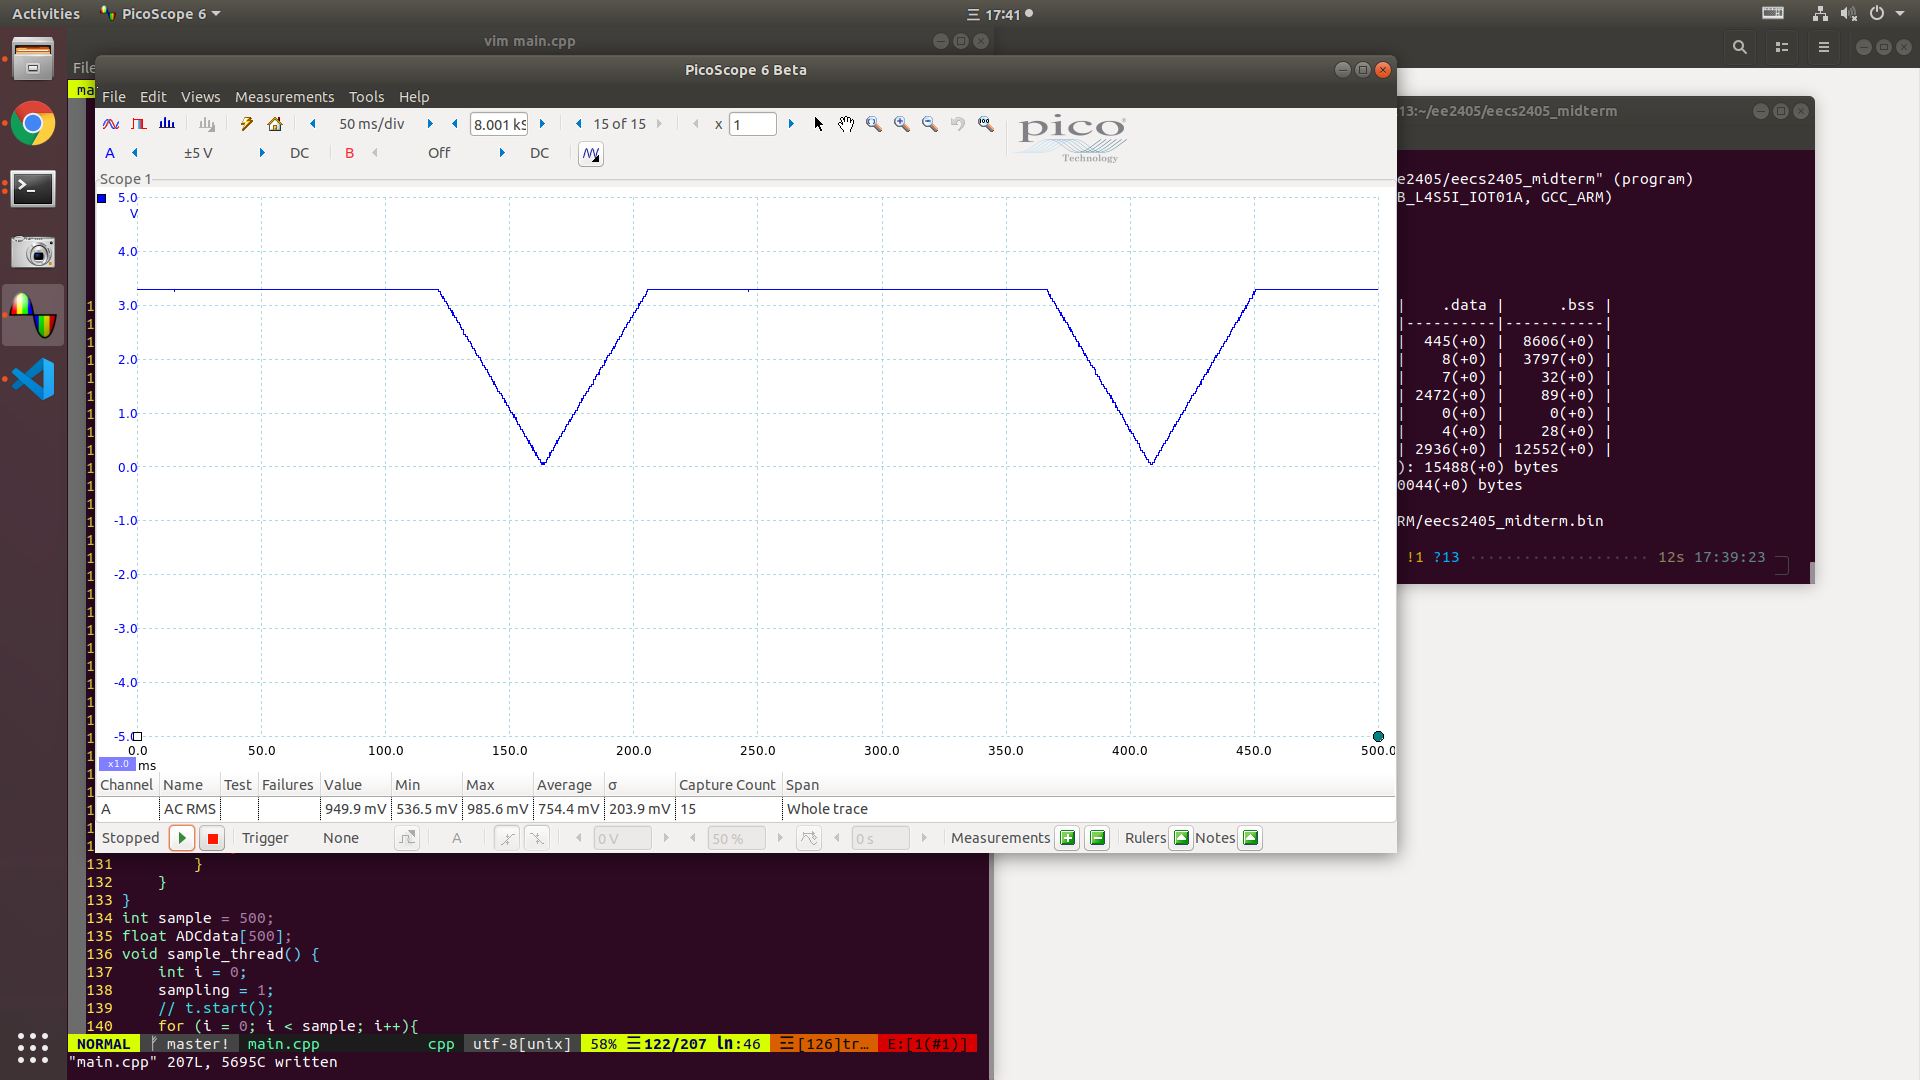 Activities PicoScope 6 三 17:41
vim main.cpp
File
ma
PicoScope 6 Beta
File Edit Views Measurements Tools Help
50 ms/div 8.001 kS 15 of 15 x 1
pico
Technology
A ±5 V DC B Off DC
Scope 1
5.0
V
4.0
3.0
2.0
1.0
0.0
-1.0
-2.0
-3.0
-4.0
-5.0
0.0 50.0 100.0 150.0 200.0 250.0 300.0 350.0 400.0 450.0 500.0
x1.0 ms
Channel Name Test Failures Value Min Max Average σ Capture Count Span
A AC RMS 949.9 mV 536.5 mV 985.6 mV 754.4 mV 203.9 mV 15 Whole trace
Stopped Trigger None A 0 V 50 % 0 s Measurements Rulers Notes
13:~/ee2405/eecs2405_midterm
e2405/eecs2405_midterm" (program)
B_L4S5I_IOT01A, GCC_ARM)
| .data | .bss |
|----------|-----------|
| 445(+0) | 8606(+0) |
| 8(+0) | 3797(+0) |
| 7(+0) | 32(+0) |
| 2472(+0) | 89(+0) |
| 0(+0) | 0(+0) |
| 4(+0) | 28(+0) |
| 2936(+0) | 12552(+0) |
): 15488(+0) bytes
0044(+0) bytes
RM/eecs2405_midterm.bin
!1 ?13 ···················· 12s 17:39:23
131 }
132 }
133 }
134 int sample = 500;
135 float ADCdata[500];
136 void sample_thread() {
137 int i = 0;
138 sampling = 1;
139 // t.start();
140 for (i = 0; i < sample; i++){
NORMAL master! main.cpp cpp utf-8[unix] 58% ☰122/207 ln:46 ☲[126]tr… E:[1(#1)]
"main.cpp" 207L, 5695C written